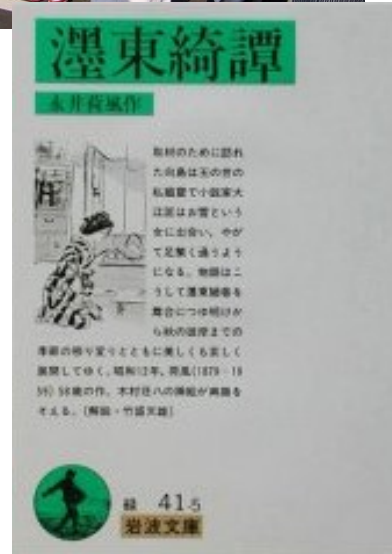 濹東綺譚
永井荷風作
取材のために訪れ
た向島は玉の井の
私娼窟で小説家大
江匡はお雪という
女に出会い、やが
て足繁く通うよう
になる。物語はこ
うして濹東陋巷を
舞台につゆ明けか
ら秋の彼岸までの
季節の移り変りとともに美しくも哀しく
展開してゆく。昭和12年、荷風(1879‐19
59)58歳の作。木村荘八の挿絵が興趣を
そえる。〔解説・竹盛天雄〕
緑 41-5
岩波文庫